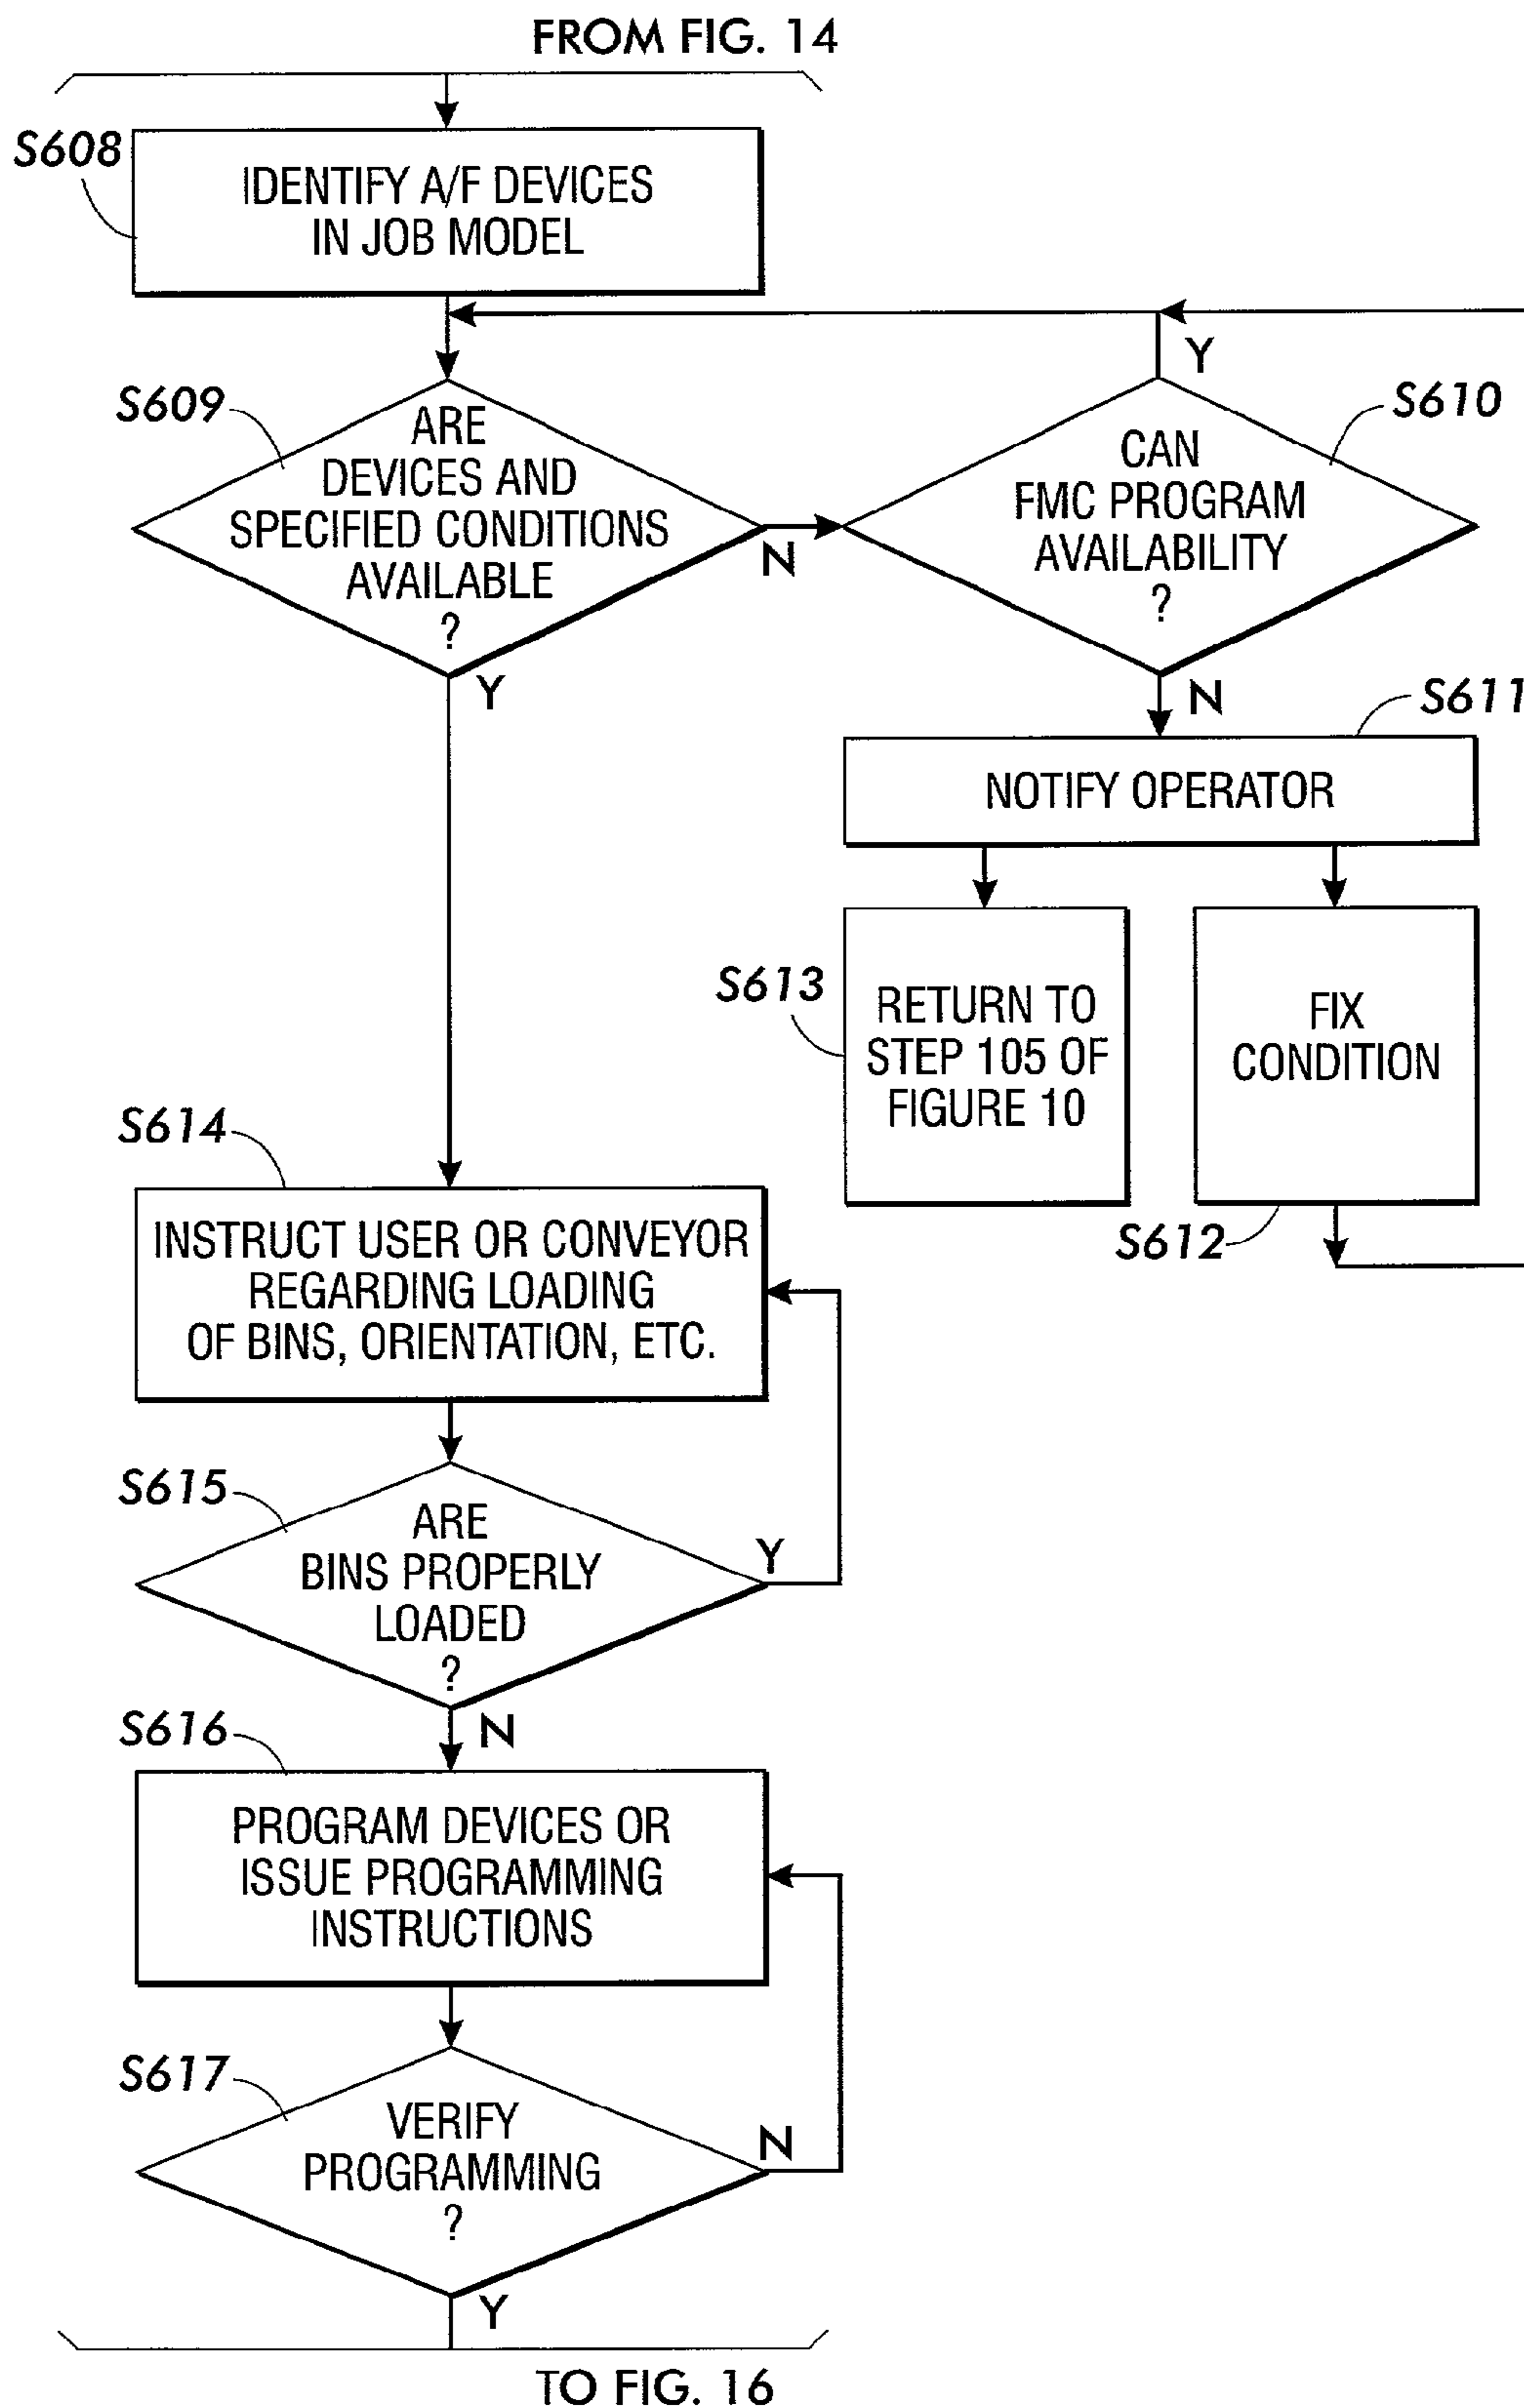 FROM FIG. 14
S608
IDENTIFY A/F DEVICES
IN JOB MODEL
S609
ARE
DEVICES AND
SPECIFIED CONDITIONS
AVAILABLE
?
N
Y
S610
CAN
FMC PROGRAM
AVAILABILITY
?
Y
N
S611
NOTIFY OPERATOR
S613
RETURN TO
STEP 105 OF
FIGURE 10
FIX
CONDITION
S612
S614
INSTRUCT USER OR CONVEYOR
REGARDING LOADING
OF BINS, ORIENTATION, ETC.
S615
ARE
BINS PROPERLY
LOADED
?
Y
N
S616
PROGRAM DEVICES OR
ISSUE PROGRAMMING
INSTRUCTIONS
S617
VERIFY
PROGRAMMING
?
N
Y
TO FIG. 16